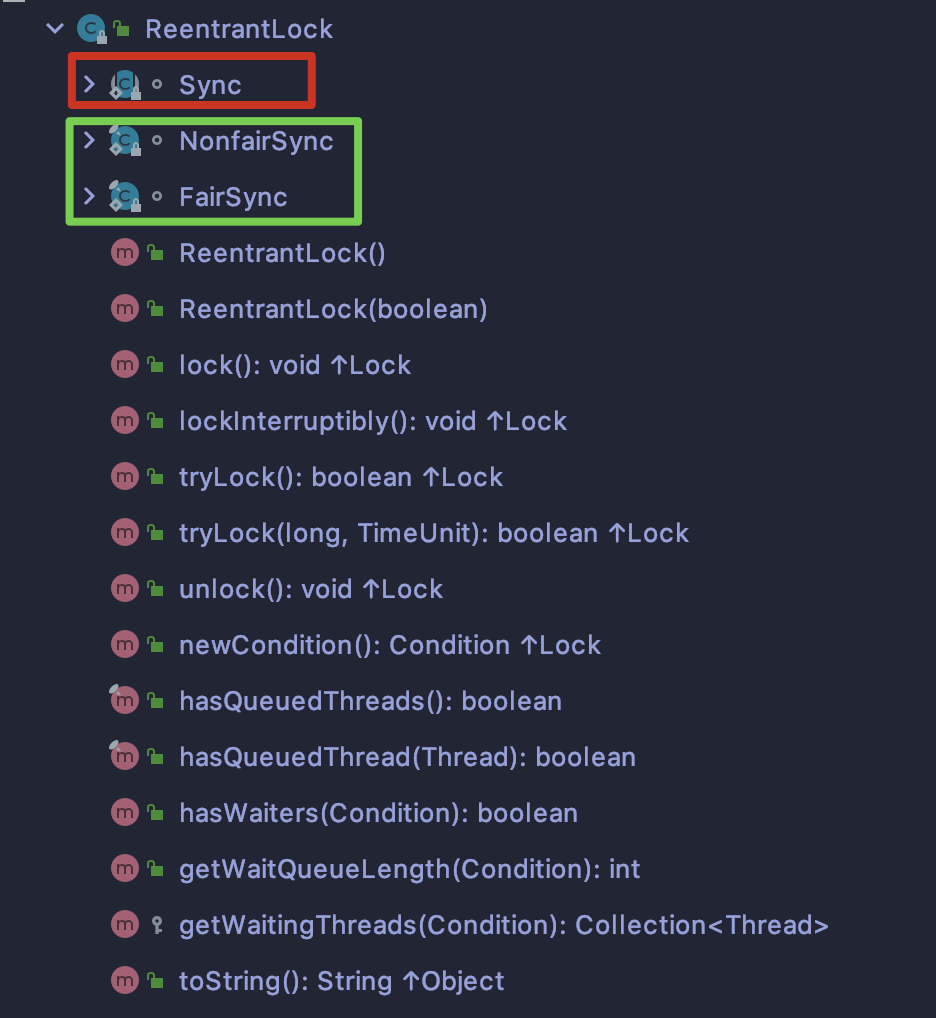 ReentrantLock
Sync
NonfairSync
FairSync
ReentrantLock()
ReentrantLock(boolean)
lock(): void ↑Lock
lockInterruptibly(): void ↑Lock
tryLock(): boolean ↑Lock
tryLock(long, TimeUnit): boolean ↑Lock
unlock(): void ↑Lock
newCondition(): Condition ↑Lock
hasQueuedThreads(): boolean
hasQueuedThread(Thread): boolean
hasWaiters(Condition): boolean
getWaitQueueLength(Condition): int
getWaitingThreads(Condition): Collection<Thread>
toString(): String ↑Object